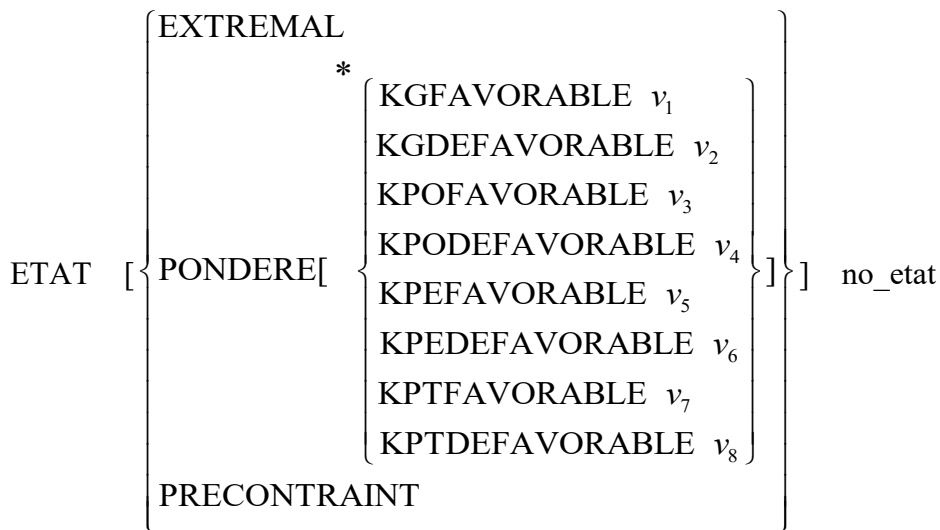 EXTREMAL
*
KGFAVORABLE v₁
KGDEFAVORABLE v₂
KPOFAVORABLE v₃
ETAT [ { PONDERE[ { KPODEFAVORABLE v₄ } ] } ] no_etat
KPEFAVORABLE v₅
KPEDEFAVORABLE v₆
KPTFAVORABLE v₇
KPTDEFAVORABLE v₈
PRECONTRAINT